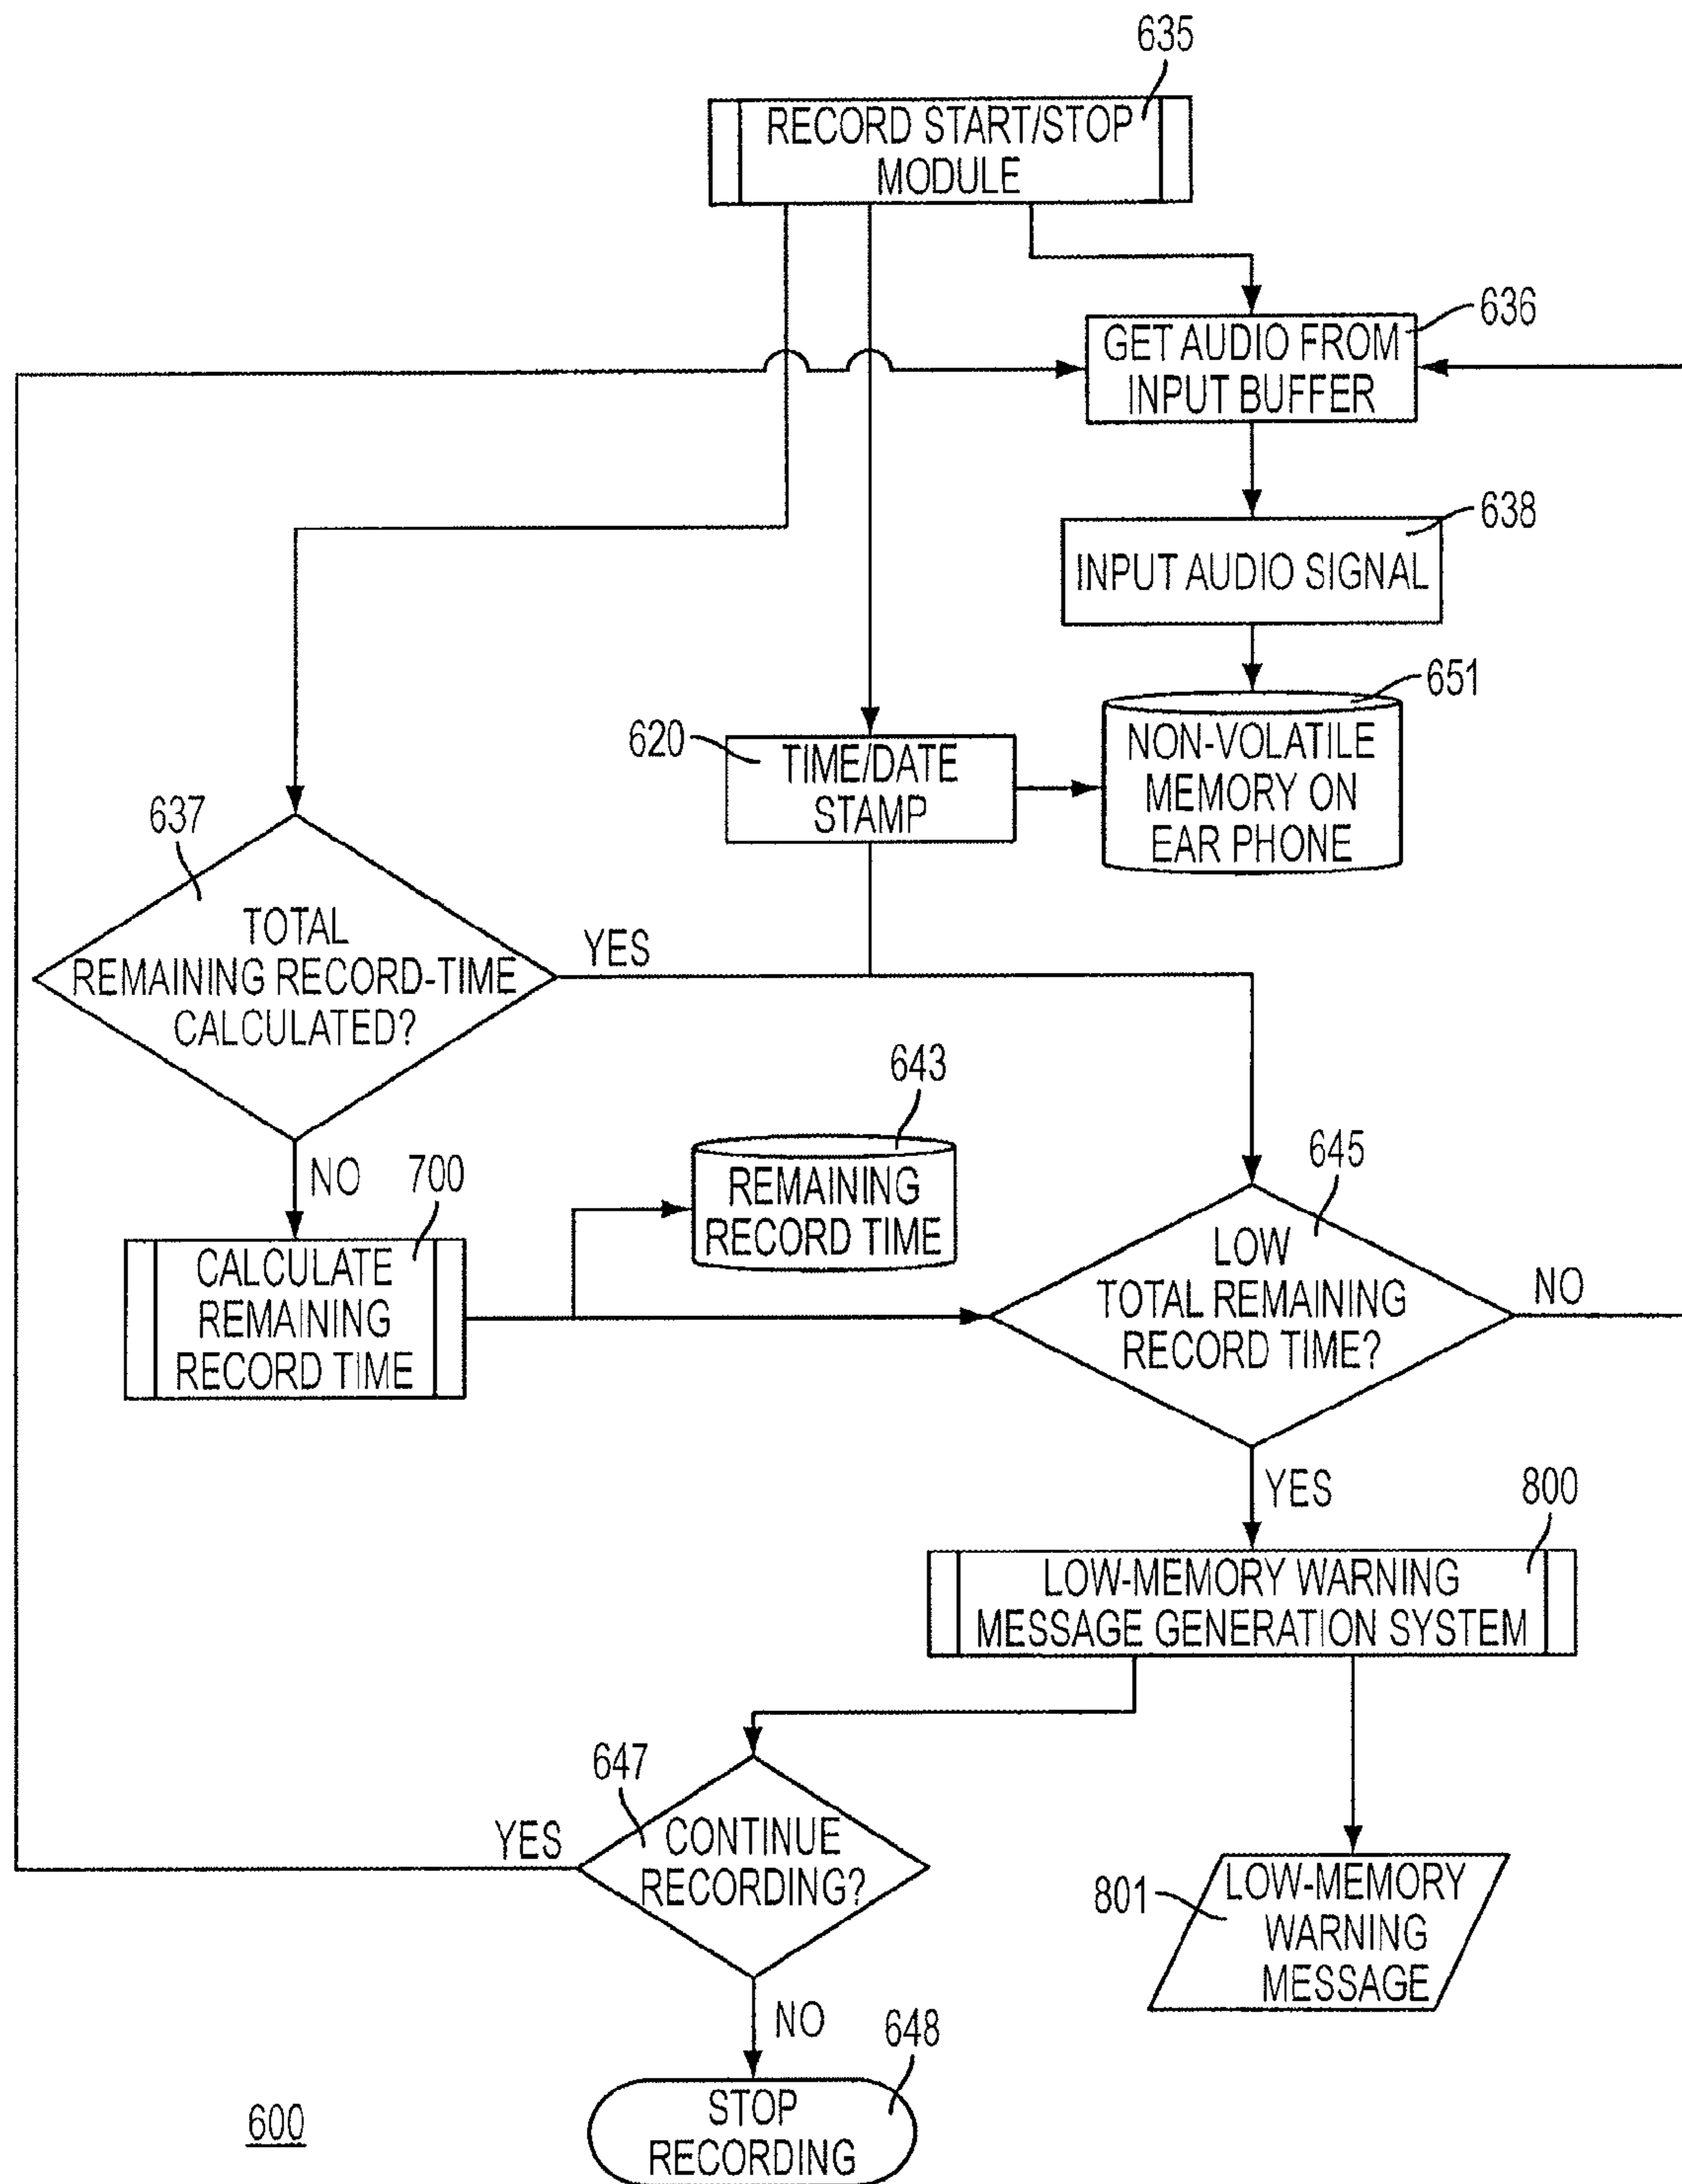 635
RECORD START/STOP
MODULE
636
GET AUDIO FROM
INPUT BUFFER
638
INPUT AUDIO SIGNAL
651
NON-VOLATILE
MEMORY ON
EAR PHONE
620
TIME/DATE
STAMP
637
TOTAL
REMAINING RECORD-TIME
CALCULATED?
YES
NO
700
CALCULATE
REMAINING
RECORD TIME
643
REMAINING
RECORD TIME
645
LOW
TOTAL REMAINING
RECORD TIME?
NO
YES
800
LOW-MEMORY WARNING
MESSAGE GENERATION SYSTEM
647
CONTINUE
RECORDING?
YES
NO
801
LOW-MEMORY
WARNING
MESSAGE
648
STOP
RECORDING
600